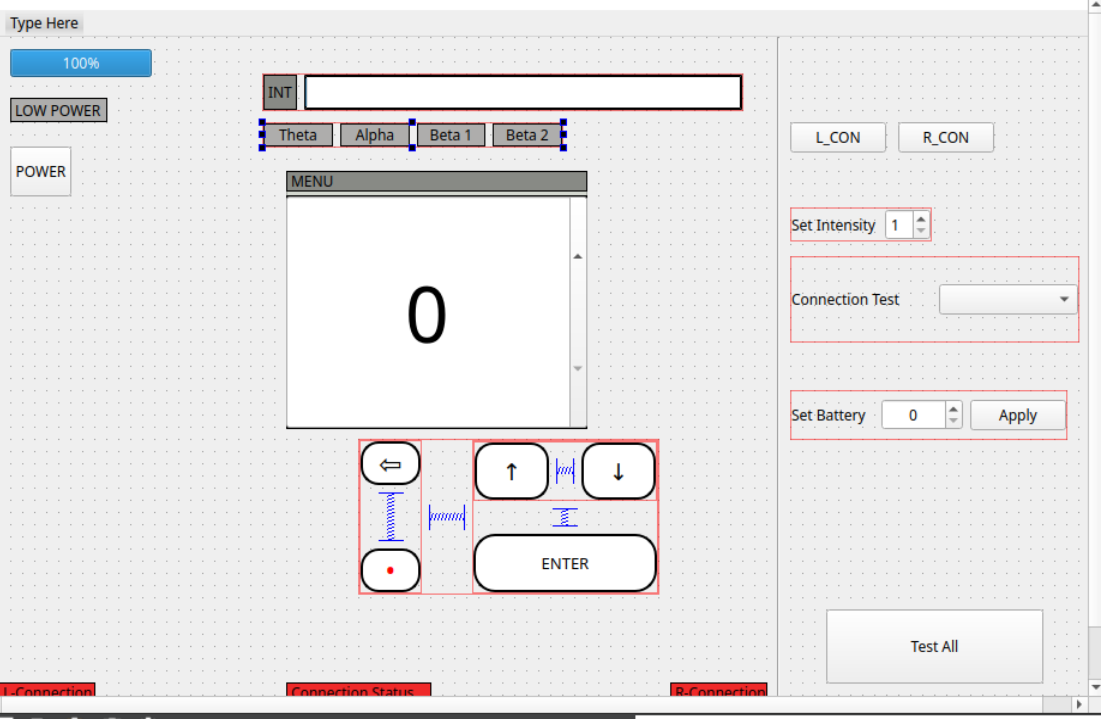 Type Here
100%
LOW POWER
POWER
INT
Theta Alpha Beta 1 Beta 2
MENU
0
⇦
↑ ↓
ENTER
L_CON R_CON
Set Intensity 1
Connection Test
Set Battery 0 Apply
Test All
L-Connection Connection Status R-Connection